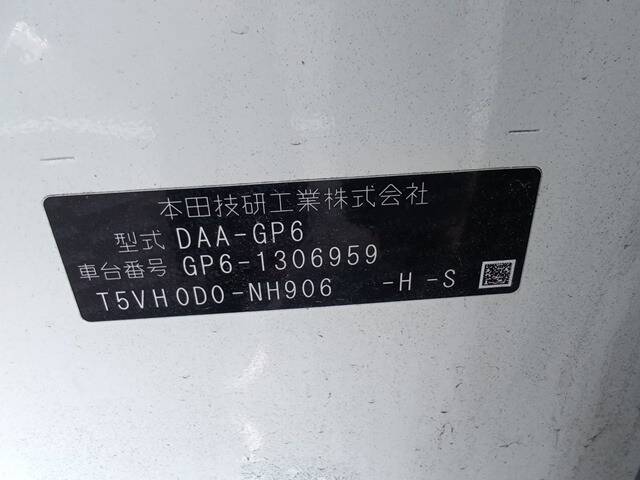 本田技研工業株式会社
型式 DAA-GP6
車台番号 GP6-1306959
T5VH0D0-NH906 -H -S